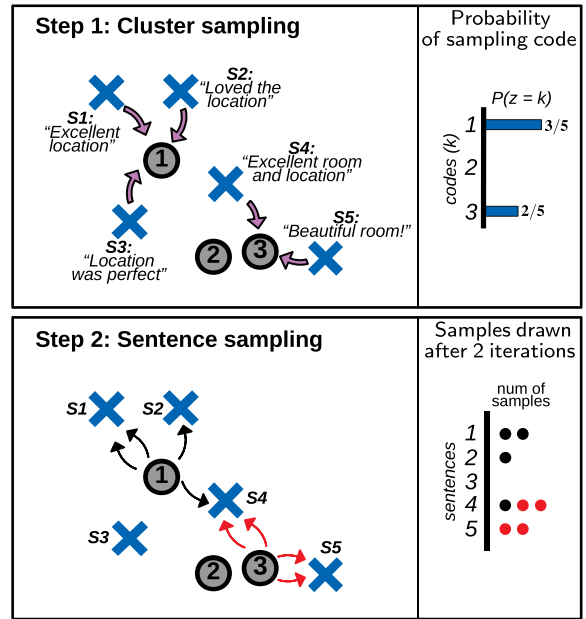 Step 1: Cluster sampling
Probability
of sampling code
S1:
“Excellent
location”
S2:
“Loved the
location”
S3:
“Location
was perfect”
S4:
“Excellent room
and location”
S5:
“Beautiful room!”
1
2
3
P(z = k)
codes (k)
1
3/5
2
3
2/5
Step 2: Sentence sampling
Samples drawn
after 2 iterations
S1
S2
S3
S4
S5
1
2
3
num of
samples
sentences
1
2
3
4
5